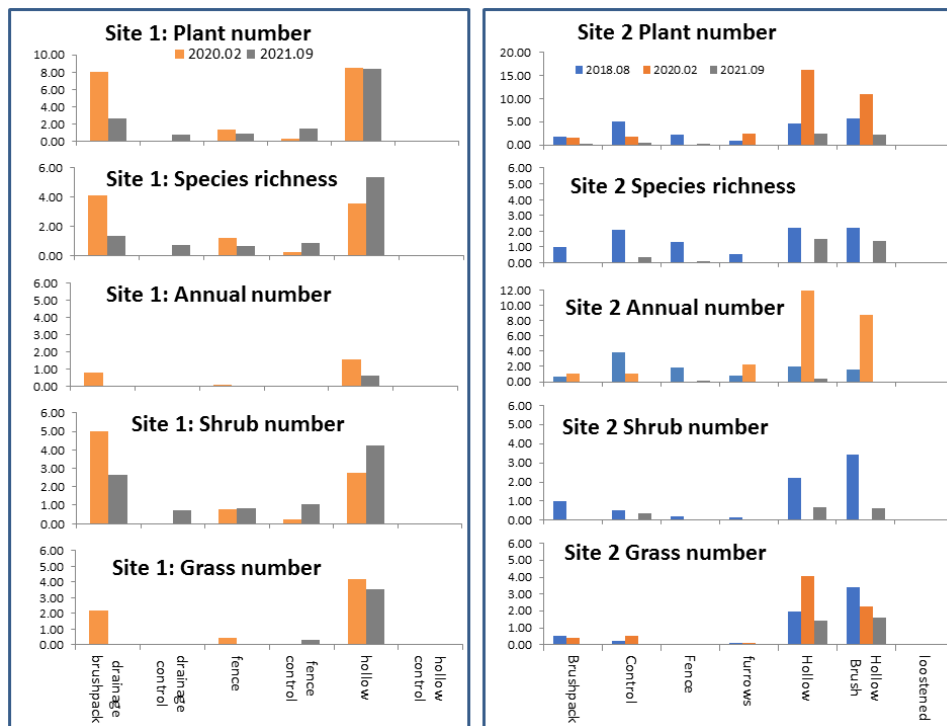 Site 1: Plant number
2020.02 2021.09
10.00
8.00
6.00
4.00
2.00
0.00
Site 1: Species richness
6.00
4.00
2.00
0.00
Site 1: Annual number
6.00
5.00
4.00
3.00
2.00
1.00
0.00
Site 1: Shrub number
6.00
5.00
4.00
3.00
2.00
1.00
0.00
Site 1: Grass number
6.00
5.00
4.00
3.00
2.00
1.00
0.00
drainage
brushpack
drainage
control
fence
fence
control
hollow
hollow
control
Site 2 Plant number
2018.08 2020.02 2021.09
20.00
15.00
10.00
5.00
0.00
Site 2 Species richness
6.00
5.00
4.00
3.00
2.00
1.00
0.00
Site 2 Annual number
12.00
10.00
8.00
6.00
4.00
2.00
0.00
Site 2 Shrub number
6.00
5.00
4.00
3.00
2.00
1.00
0.00
Site 2 Grass number
6.00
5.00
4.00
3.00
2.00
1.00
0.00
Brushpack
Control
Fence
furrows
Hollow
Hollow
Brush
loostened